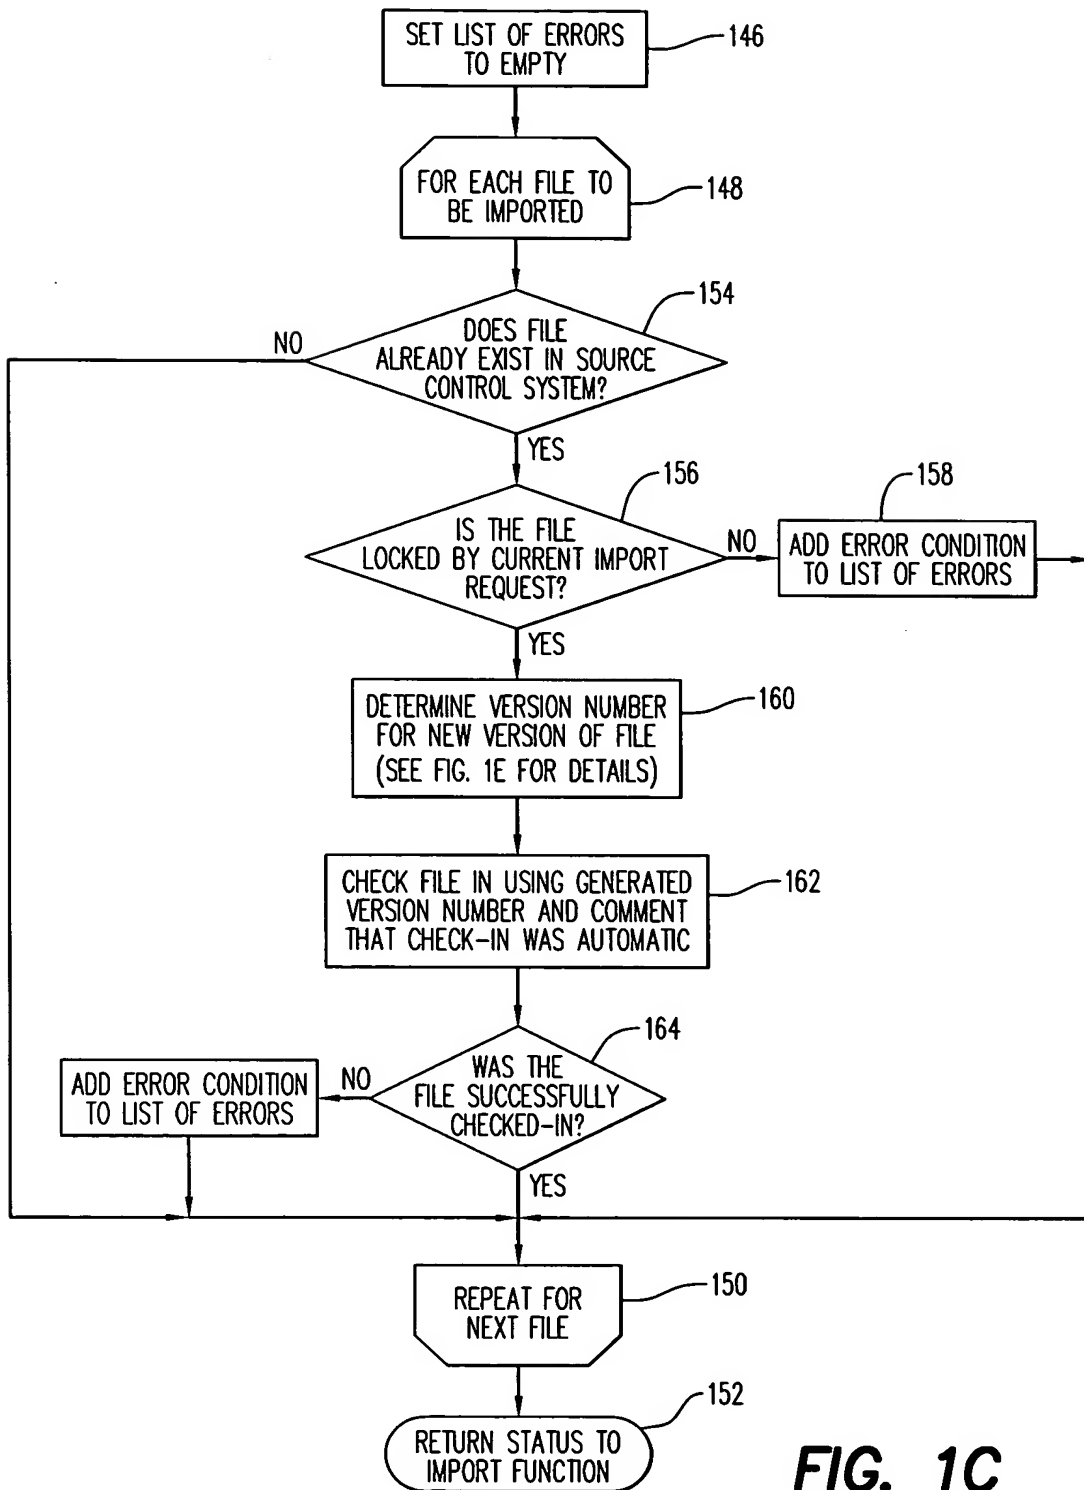 SET LIST OF ERRORS
TO EMPTY
146
FOR EACH FILE TO
BE IMPORTED
148
154
DOES FILE
ALREADY EXIST IN SOURCE
CONTROL SYSTEM?
NO
YES
156
IS THE FILE
LOCKED BY CURRENT IMPORT
REQUEST?
NO
158
ADD ERROR CONDITION
TO LIST OF ERRORS
YES
DETERMINE VERSION NUMBER
FOR NEW VERSION OF FILE
(SEE FIG. 1E FOR DETAILS)
160
CHECK FILE IN USING GENERATED
VERSION NUMBER AND COMMENT
THAT CHECK-IN WAS AUTOMATIC
162
164
WAS THE
FILE SUCCESSFULLY
CHECKED-IN?
NO
ADD ERROR CONDITION
TO LIST OF ERRORS
YES
REPEAT FOR
NEXT FILE
150
152
RETURN STATUS TO
IMPORT FUNCTION
FIG. 1C